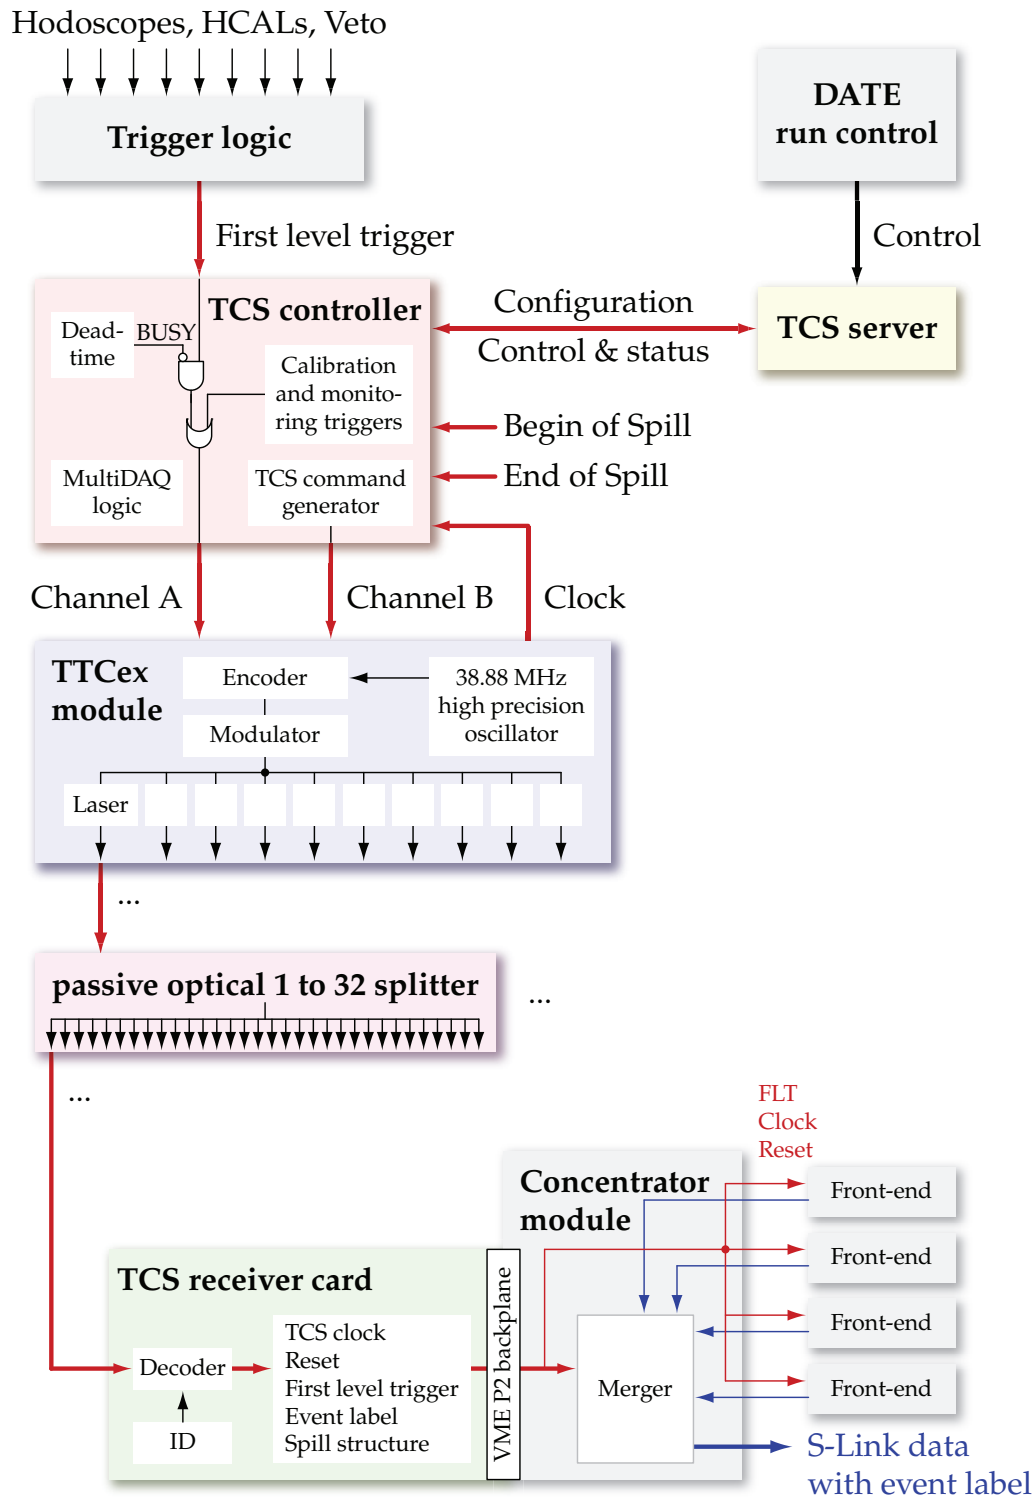 Hodoscopes, HCALs, Veto
Trigger logic
DATE
run control
First level trigger
Control
TCS controller
Dead-
time
BUSY
Calibration
and monito-
ring triggers
MultiDAQ
logic
TCS command
generator
Configuration
Control & status
TCS server
Begin of Spill
End of Spill
Channel A
Channel B
Clock
TTCex
module
Encoder
Modulator
38.88 MHz
high precision
oscillator
Laser
...
passive optical 1 to 32 splitter
...
...
FLT
Clock
Reset
Concentrator
module
Front-end
Front-end
Front-end
Front-end
TCS receiver card
Decoder
ID
TCS clock
Reset
First level trigger
Event label
Spill structure
VME P2 backplane
Merger
S-Link data
with event label